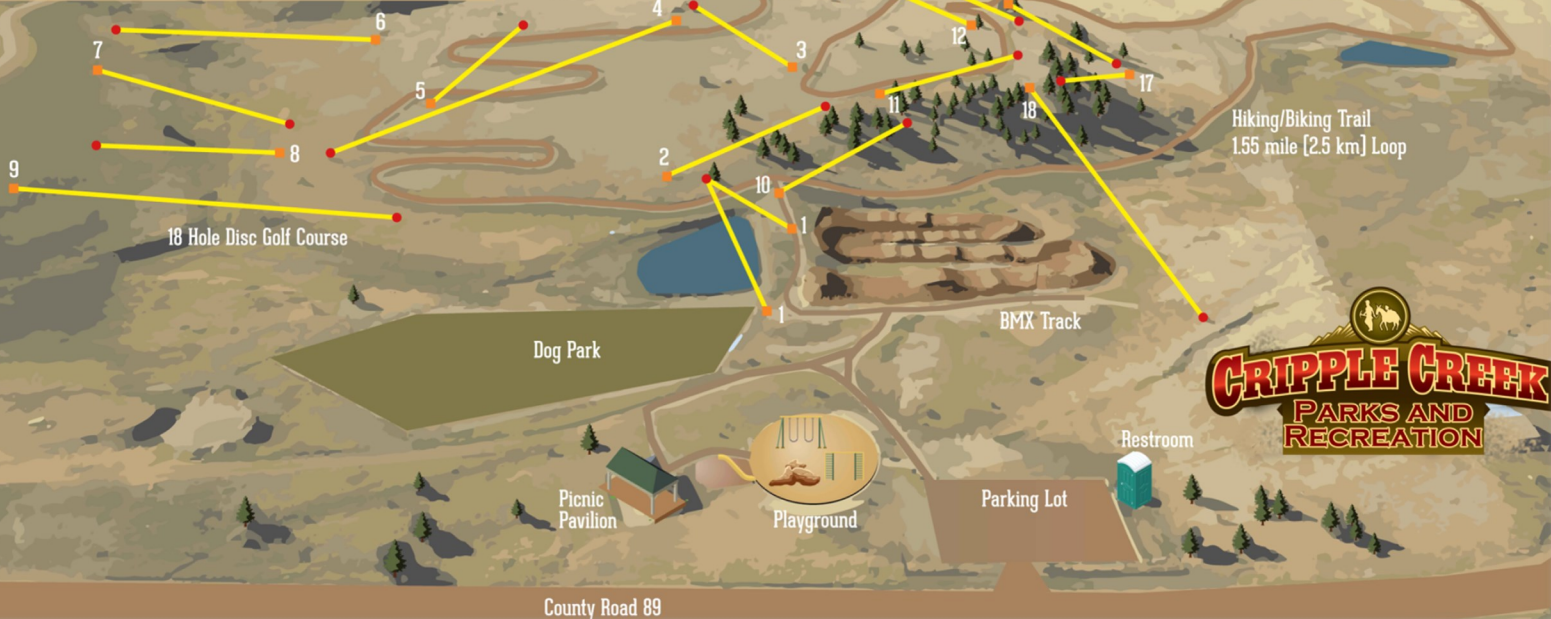 6
4
7
3
12
5
11
17
18
Hiking/Biking Trail
1.55 mile (2.5 km) Loop
8
2
9
10
1
18 Hole Disc Golf Course
1
BMX Track
Dog Park
CRIPPLE CREEK
PARKS AND
RECREATION
Restroom
Picnic
Pavilion
Parking Lot
Playground
County Road 89